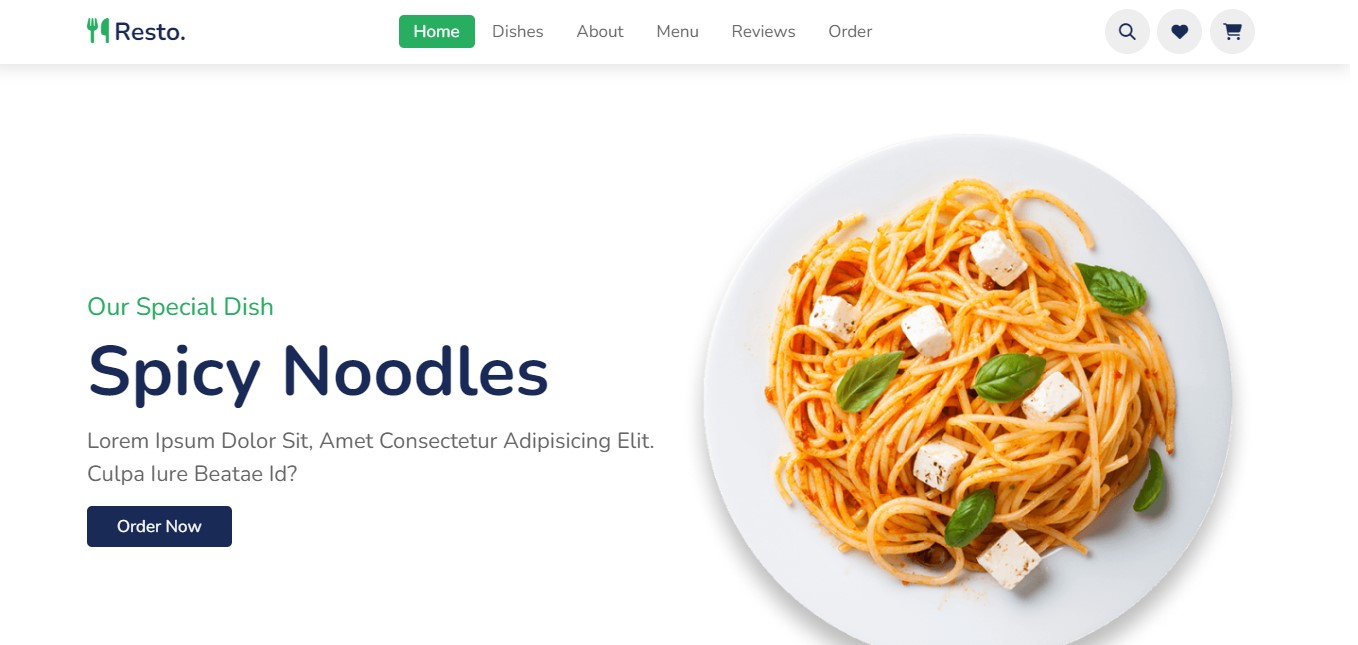 Resto.
Home Dishes About Menu Reviews Order
Our Special Dish
Spicy Noodles
Lorem Ipsum Dolor Sit, Amet Consectetur Adipisicing Elit.
Culpa Iure Beatae Id?
Order Now